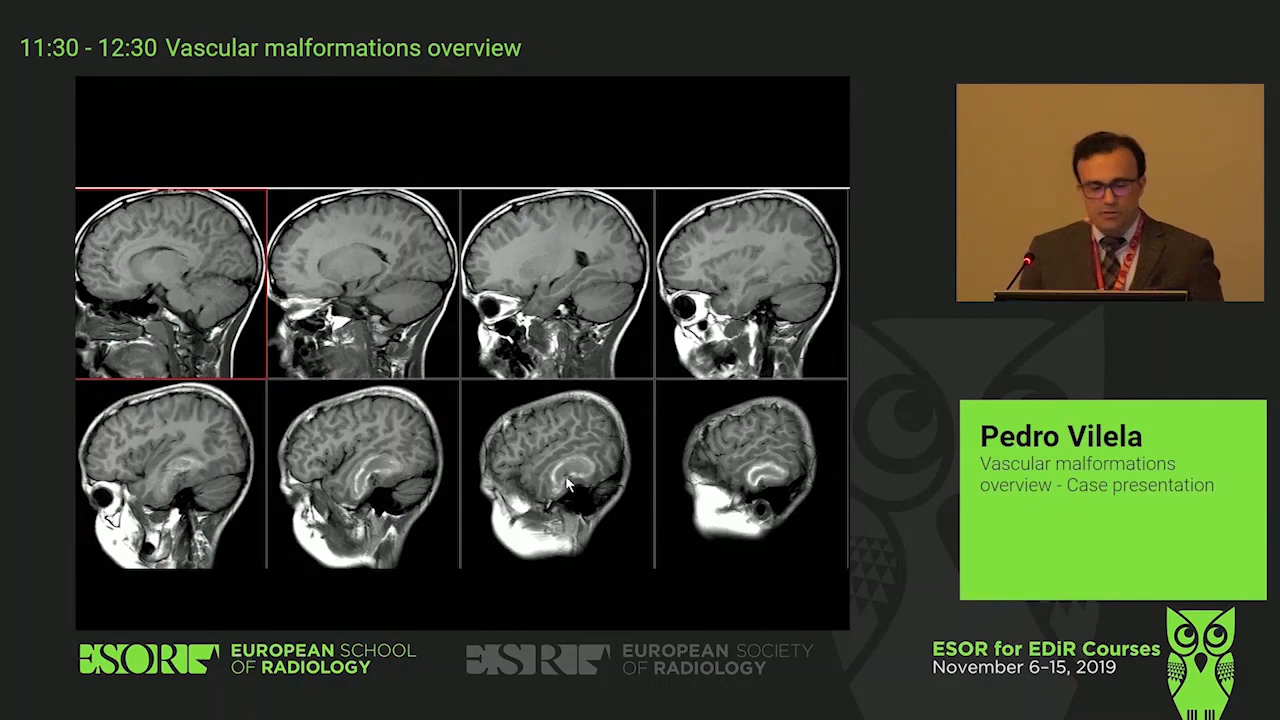 11:30 - 12:30 Vascular malformations overview
Pedro Vilela
Vascular malformations
overview - Case presentation
ESOR EUROPEAN SCHOOL
OF RADIOLOGY
ESR EUROPEAN SOCIETY
OF RADIOLOGY
ESOR for EDiR Courses
November 6–15, 2019